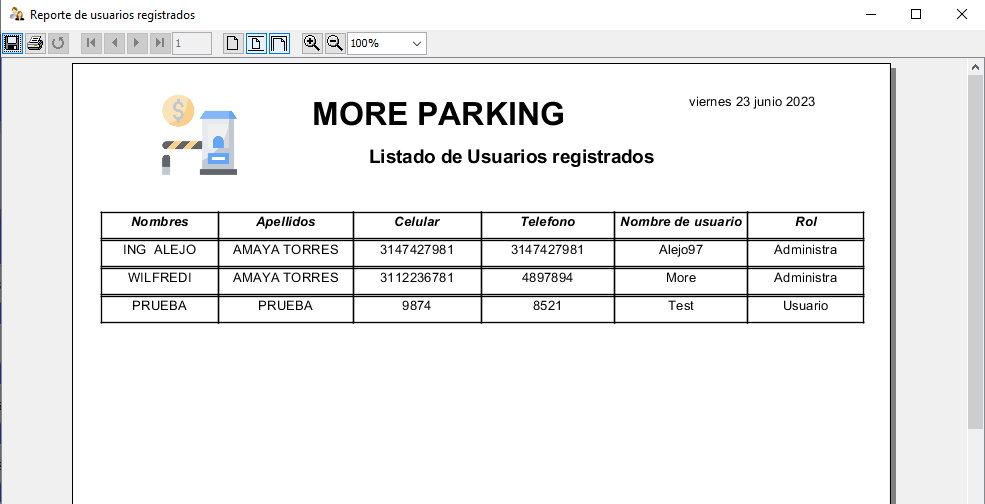 Reporte de usuarios registrados
1
100%
MORE PARKING
viernes 23 junio 2023
Listado de Usuarios registrados
Nombres Apellidos Celular Telefono Nombre de usuario Rol
ING  ALEJO AMAYA TORRES 3147427981 3147427981 Alejo97 Administra
WILFREDI AMAYA TORRES 3112236781 4897894 More Administra
PRUEBA PRUEBA 9874 8521 Test Usuario